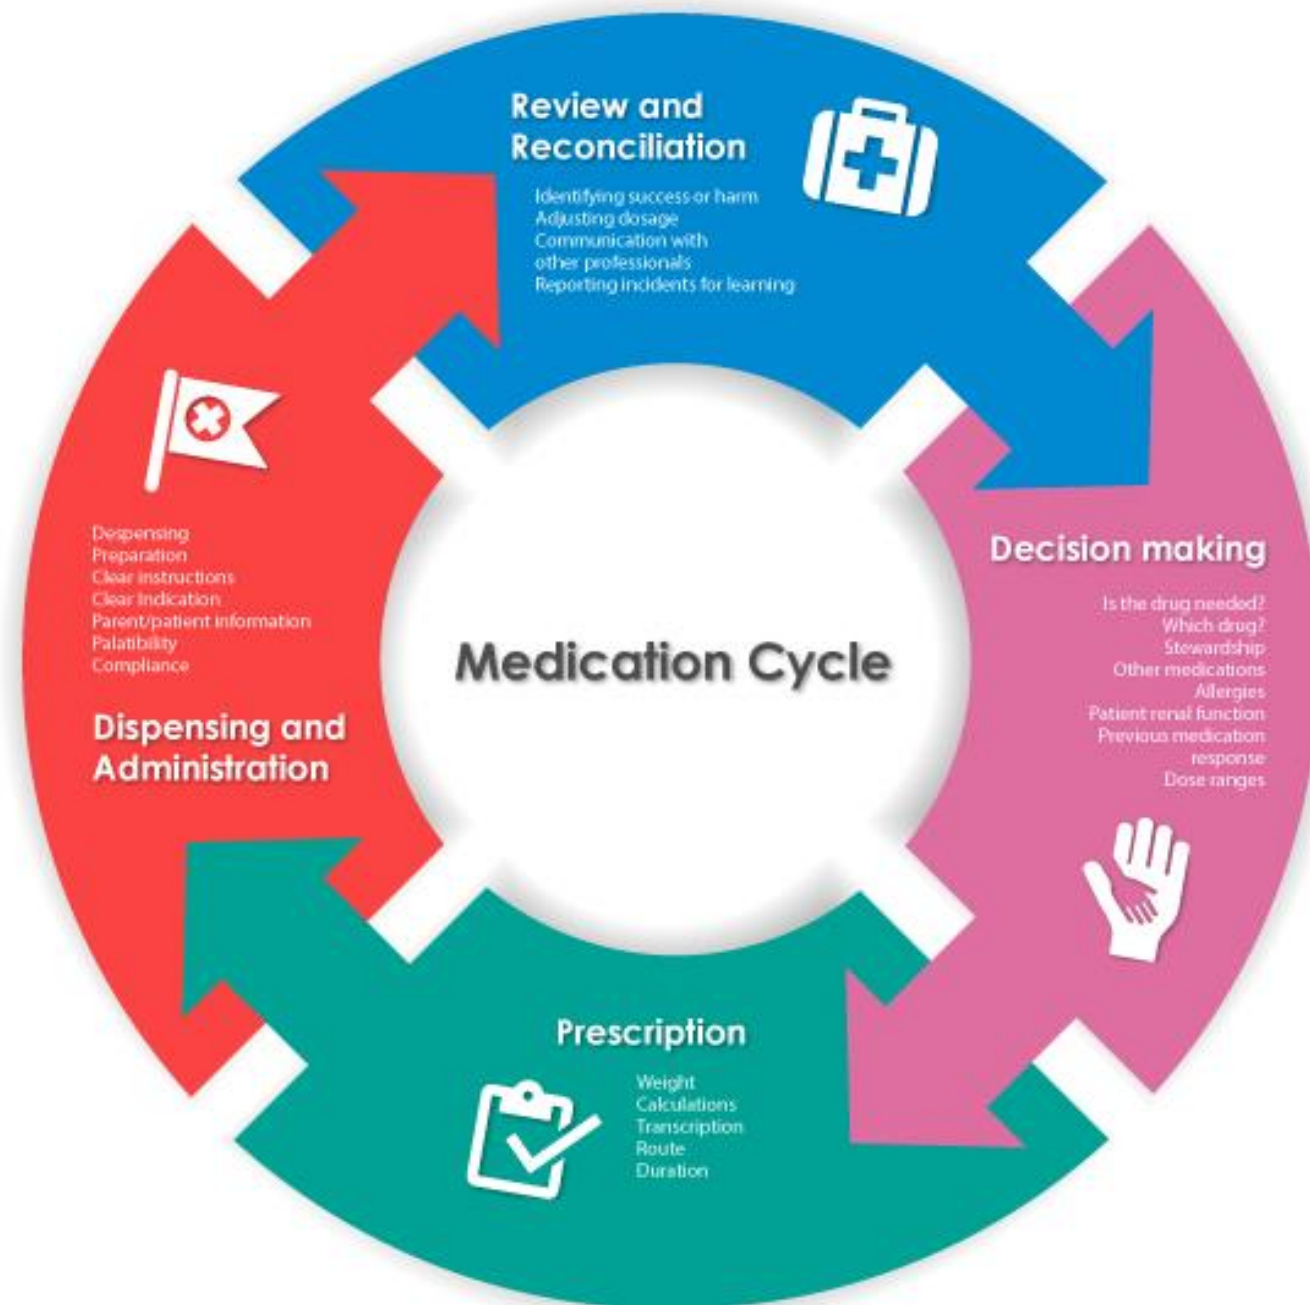 Review and
Reconciliation
Identifying success or harm
Adjusting dosage
Communication with
other professionals
Reporting incidents for learning
Decision making
Is the drug needed?
Which drug?
Stewardship
Other medications
Allergies
Patient renal function
Previous medication
response
Dose ranges
Medication Cycle
Despensing
Preparation
Clear instructions
Clear Indication
Parent/patient information
Palatibility
Compliance
Dispensing and
Administration
Prescription
Weight
Calculations
Transcription
Route
Duration